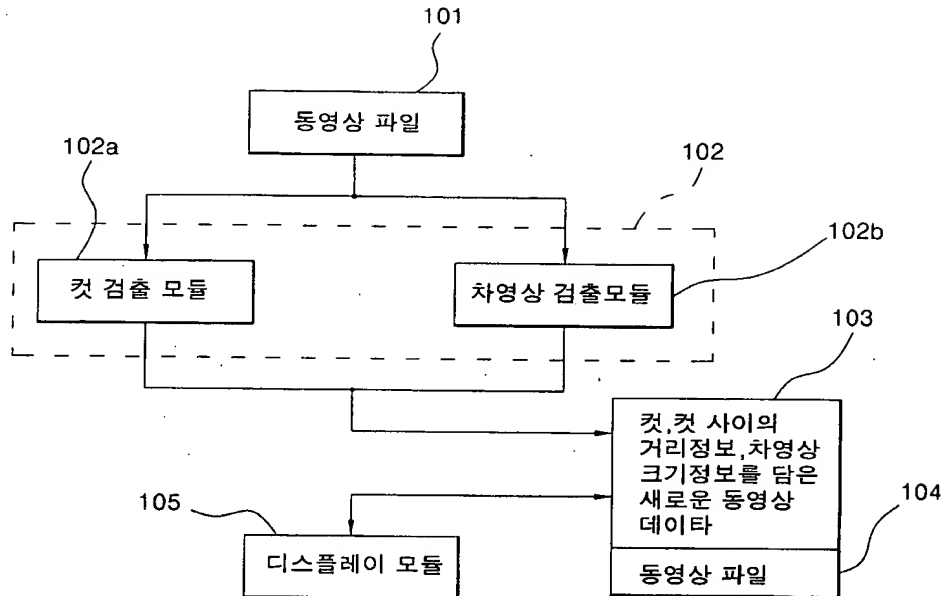 101
동영상 파일
102a
102
102b
컷 검출 모듈
차영상 검출모듈
103
컷,컷 사이의
거리정보,차영상
크기정보를 담은
새로운 동영상
데이타
104
105
디스플레이 모듈
동영상 파일